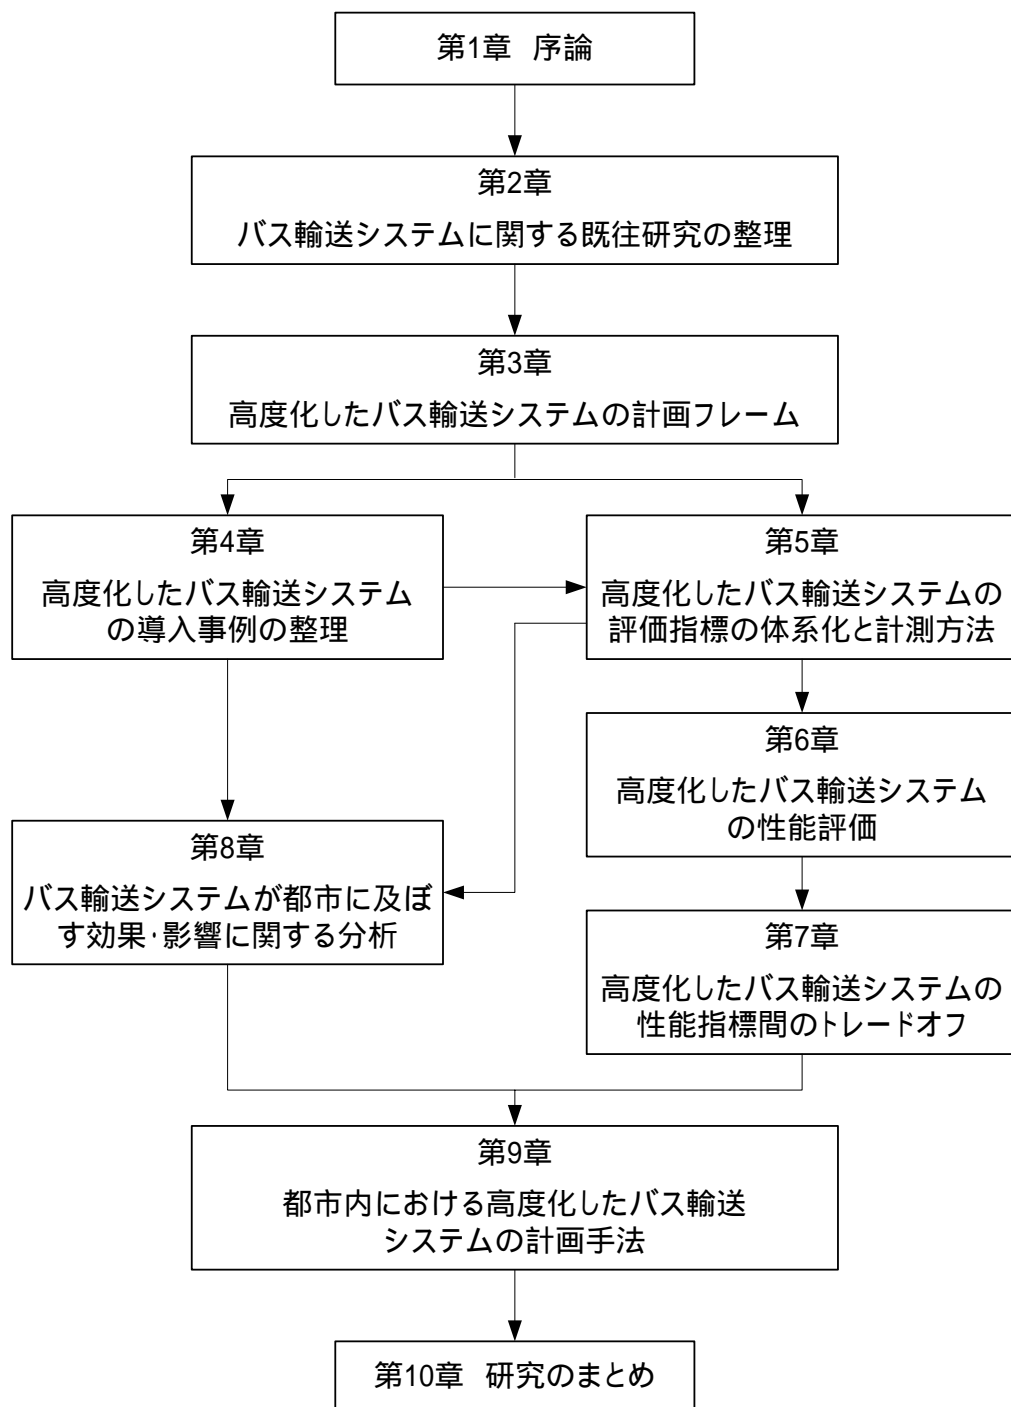 第1章 序論
第2章
バス輸送システムに関する既往研究の整理
第3章
高度化したバス輸送システムの計画フレーム
第4章
高度化したバス輸送システム
の導入事例の整理
第5章
高度化したバス輸送システムの
評価指標の体系化と計測方法
第6章
高度化したバス輸送システム
の性能評価
第8章
バス輸送システムが都市に及ぼ
す効果・影響に関する分析
第7章
高度化したバス輸送システムの
性能指標間のトレードオフ
第9章
都市内における高度化したバス輸送
システムの計画手法
第10章 研究のまとめ